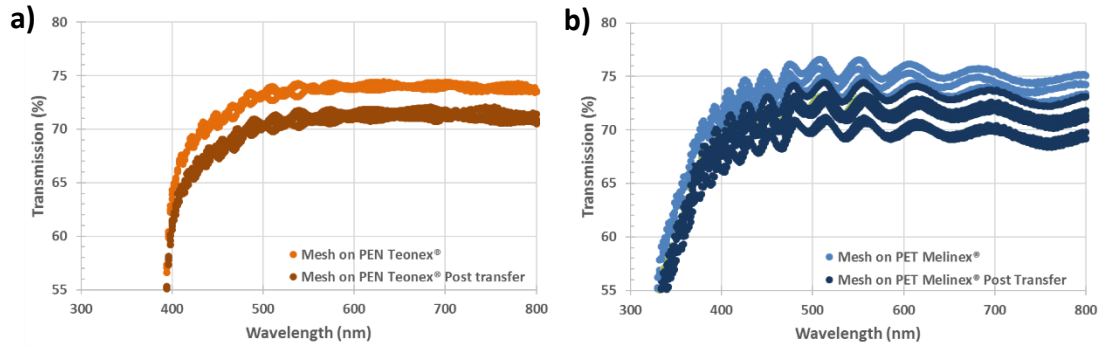 a)
80
75
70
65
60
55
Transmission (%)
Mesh on PEN Teonex®
Mesh on PEN Teonex® Post transfer
300 400 500 600 700 800
Wavelength (nm)
b)
80
75
70
65
60
55
Transmission (%)
Mesh on PET Melinex®
Mesh on PET Melinex® Post Transfer
300 400 500 600 700 800
Wavelength (nm)